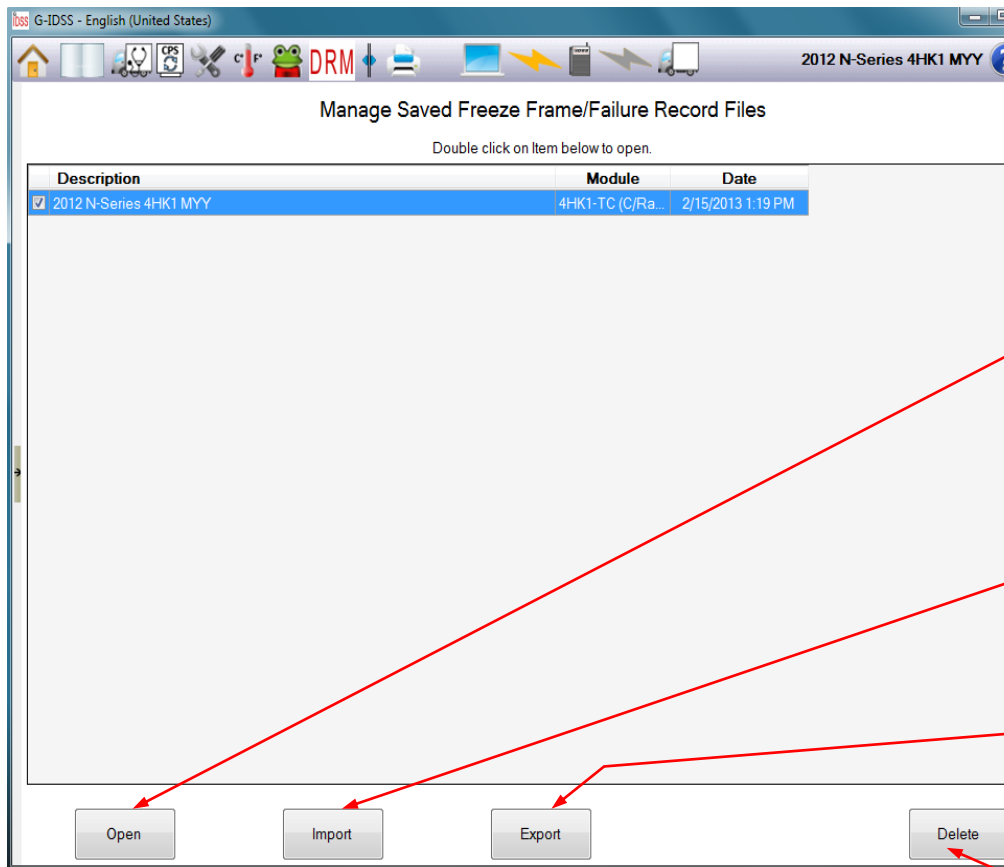 ibss G-IDSS - English (United States)
CPS
C° F°
DRM
2012 N-Series 4HK1 MYY
?
Manage Saved Freeze Frame/Failure Record Files
Double click on Item below to open.
Description Module Date
2012 N-Series 4HK1 MYY 4HK1-TC (C/Ra... 2/15/2013 1:19 PM
Open Import Export Delete